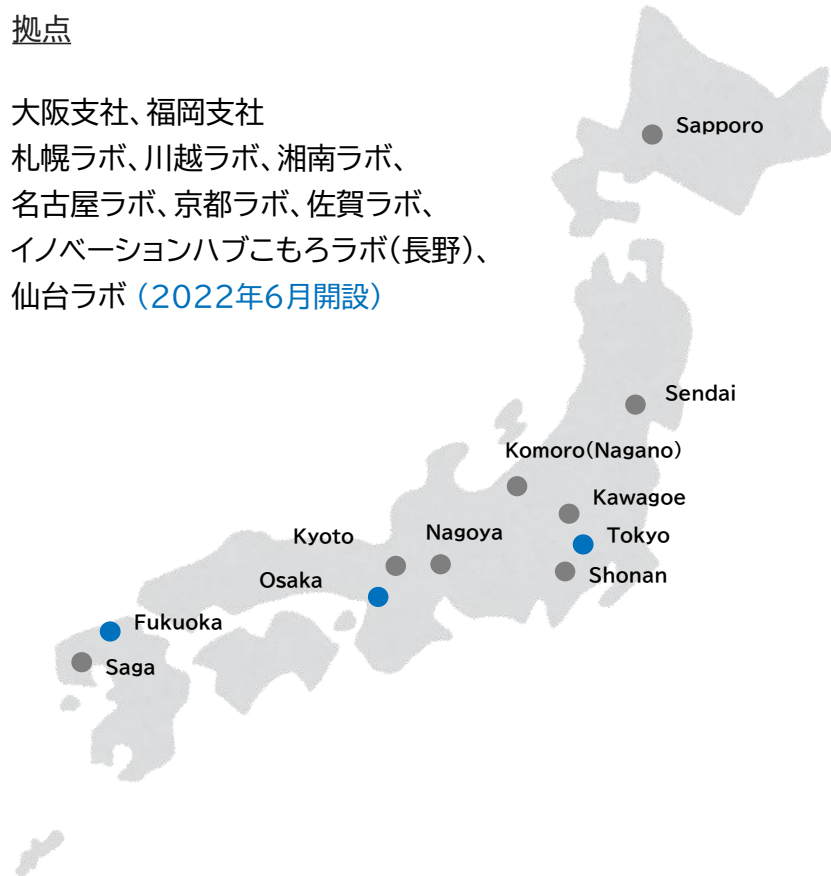 拠点
大阪支社、福岡支社
札幌ラボ、川越ラボ、湘南ラボ、
名古屋ラボ、京都ラボ、佐賀ラボ、
イノベーションハブこもろラボ(長野)、
仙台ラボ (2022年6月開設)
Sapporo
Sendai
Komoro(Nagano)
Kawagoe
Kyoto
Nagoya
Tokyo
Osaka
Shonan
Fukuoka
Saga